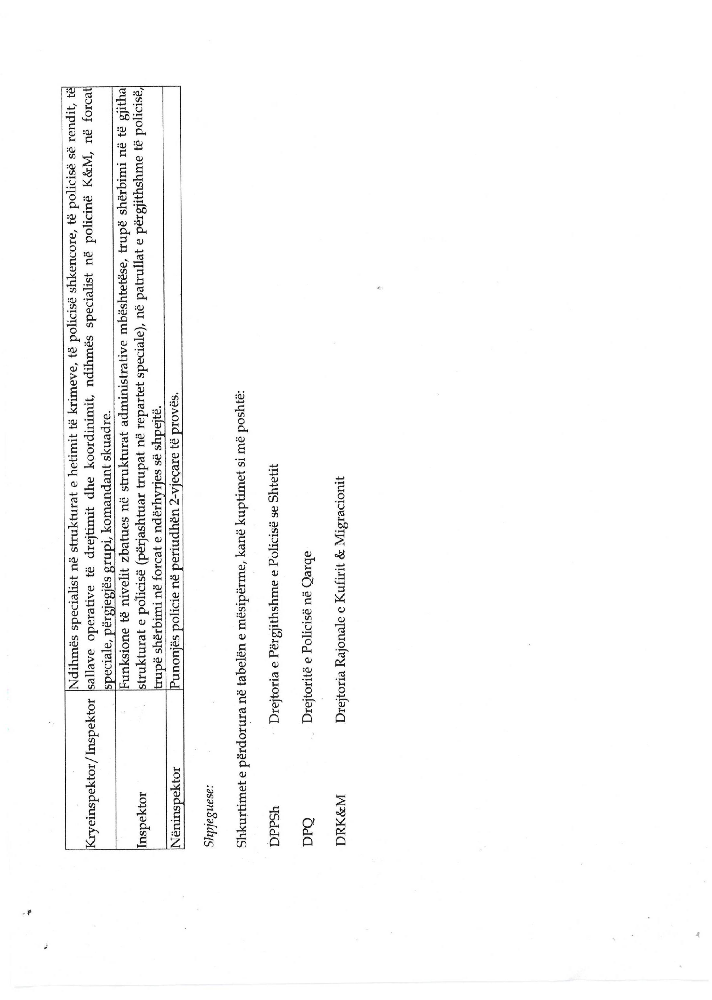 Ndihmës specialist në strukturat e hetimit të krimeve, të policisë shkencore, të policisë së rendit, të
Kryeinspektor/Inspektor sallave operative të drejtimit dhe koordinimit, ndihmës specialist në policinë K&M, në forcat
speciale, përgjegjës grupi, komandant skuadre.
Funksione të nivelit zbatues në strukturat administrative mbështetëse, trupë shërbimi në të gjitha
Inspektor strukturat e policisë (përjashtuar trupat në repartet speciale), në patrullat e përgjithshme të policisë,
trupë shërbimi në forcat e ndërhyrjes së shpejtë.
Nëninspektor Punonjës policie në periudhën 2-vjeçare të provës.
Shpjeguese:
Shkurtimet e përdorura në tabelën e mësipërme, kanë kuptimet si më poshtë:
DPPSh Drejtoria e Përgjithshme e Policisë se Shtetit
DPQ Drejtoritë e Policisë në Qarqe
DRK&M Drejtoria Rajonale e Kufirit & Migracionit